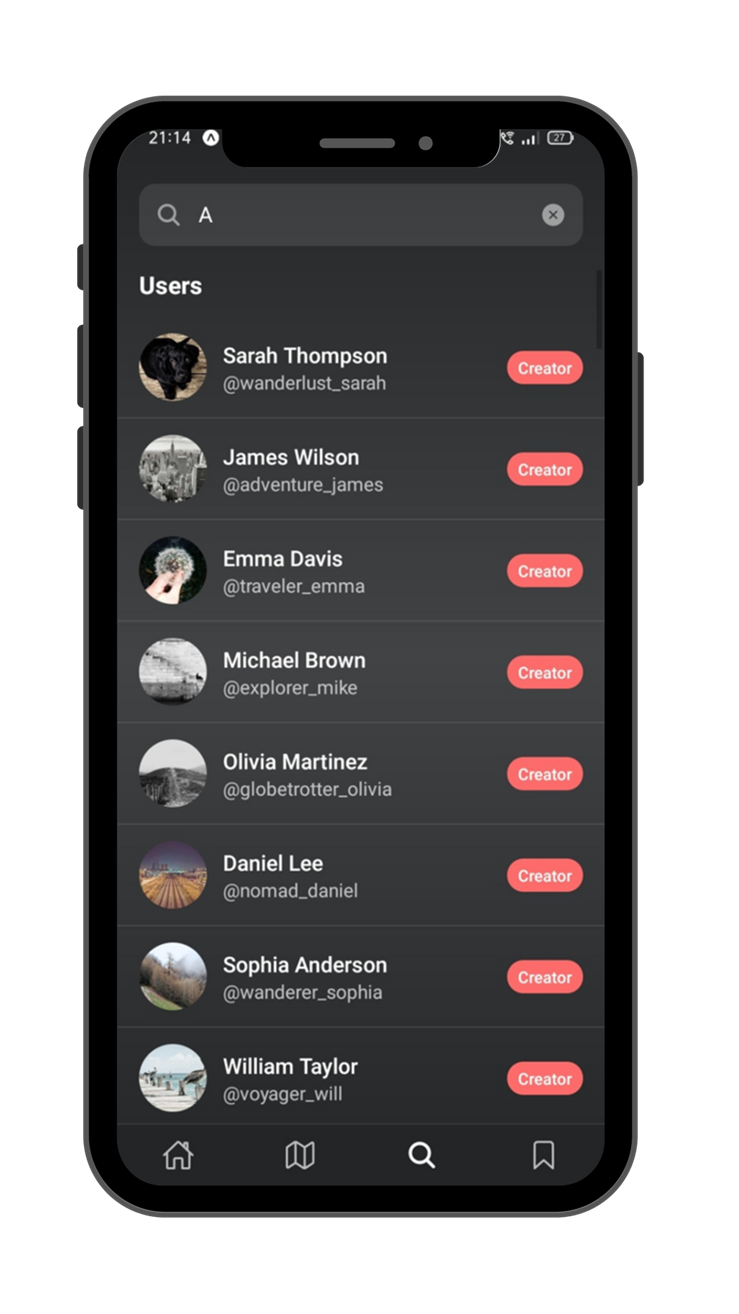 21:14
27
A
Users
Sarah Thompson
@wanderlust_sarah
Creator
James Wilson
@adventure_james
Creator
Emma Davis
@traveler_emma
Creator
Michael Brown
@explorer_mike
Creator
Olivia Martinez
@globetrotter_olivia
Creator
Daniel Lee
@nomad_daniel
Creator
Sophia Anderson
@wanderer_sophia
Creator
William Taylor
@voyager_will
Creator